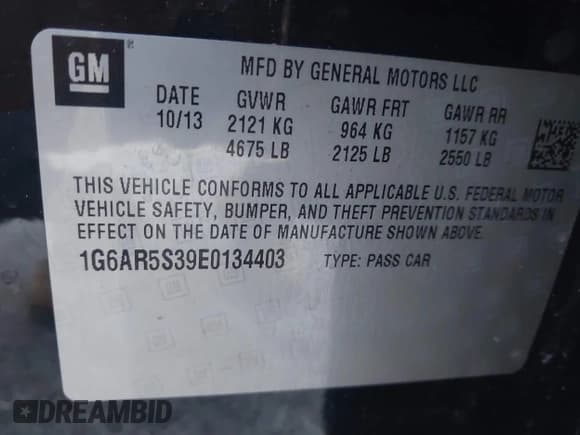 GM
®
MFD BY GENERAL MOTORS LLC
DATE GVWR GAWR FRT GAWR RR
10/13 2121 KG 964 KG 1157 KG
4675 LB 2125 LB 2550 LB
THIS VEHICLE CONFORMS TO ALL APPLICABLE U.S. FEDERAL MOTOR
VEHICLE SAFETY, BUMPER, AND THEFT PREVENTION STANDARDS IN
EFFECT ON THE DATE OF MANUFACTURE SHOWN ABOVE.
1G6AR5S39E0134403 TYPE: PASS CAR
DREAMBID